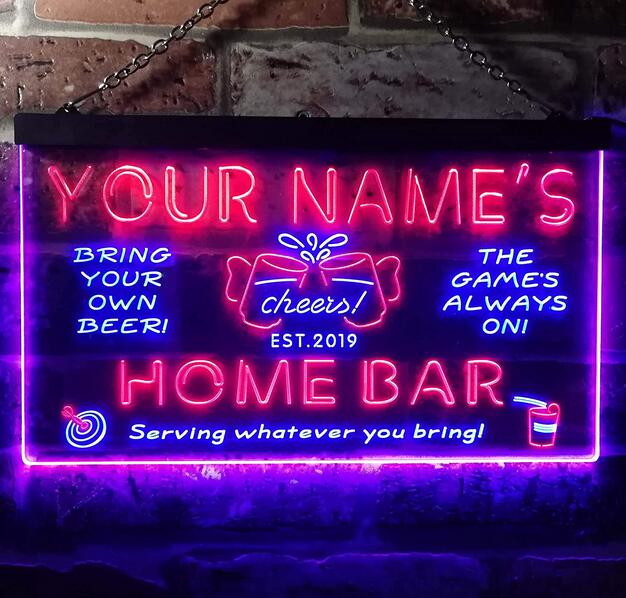 YOUR NAME'S
BRING
YOUR
OWN
BEER!
cheers!
EST.2019
THE
GAME'S
ALWAYS
ON!
HOME BAR
Serving whatever you bring!